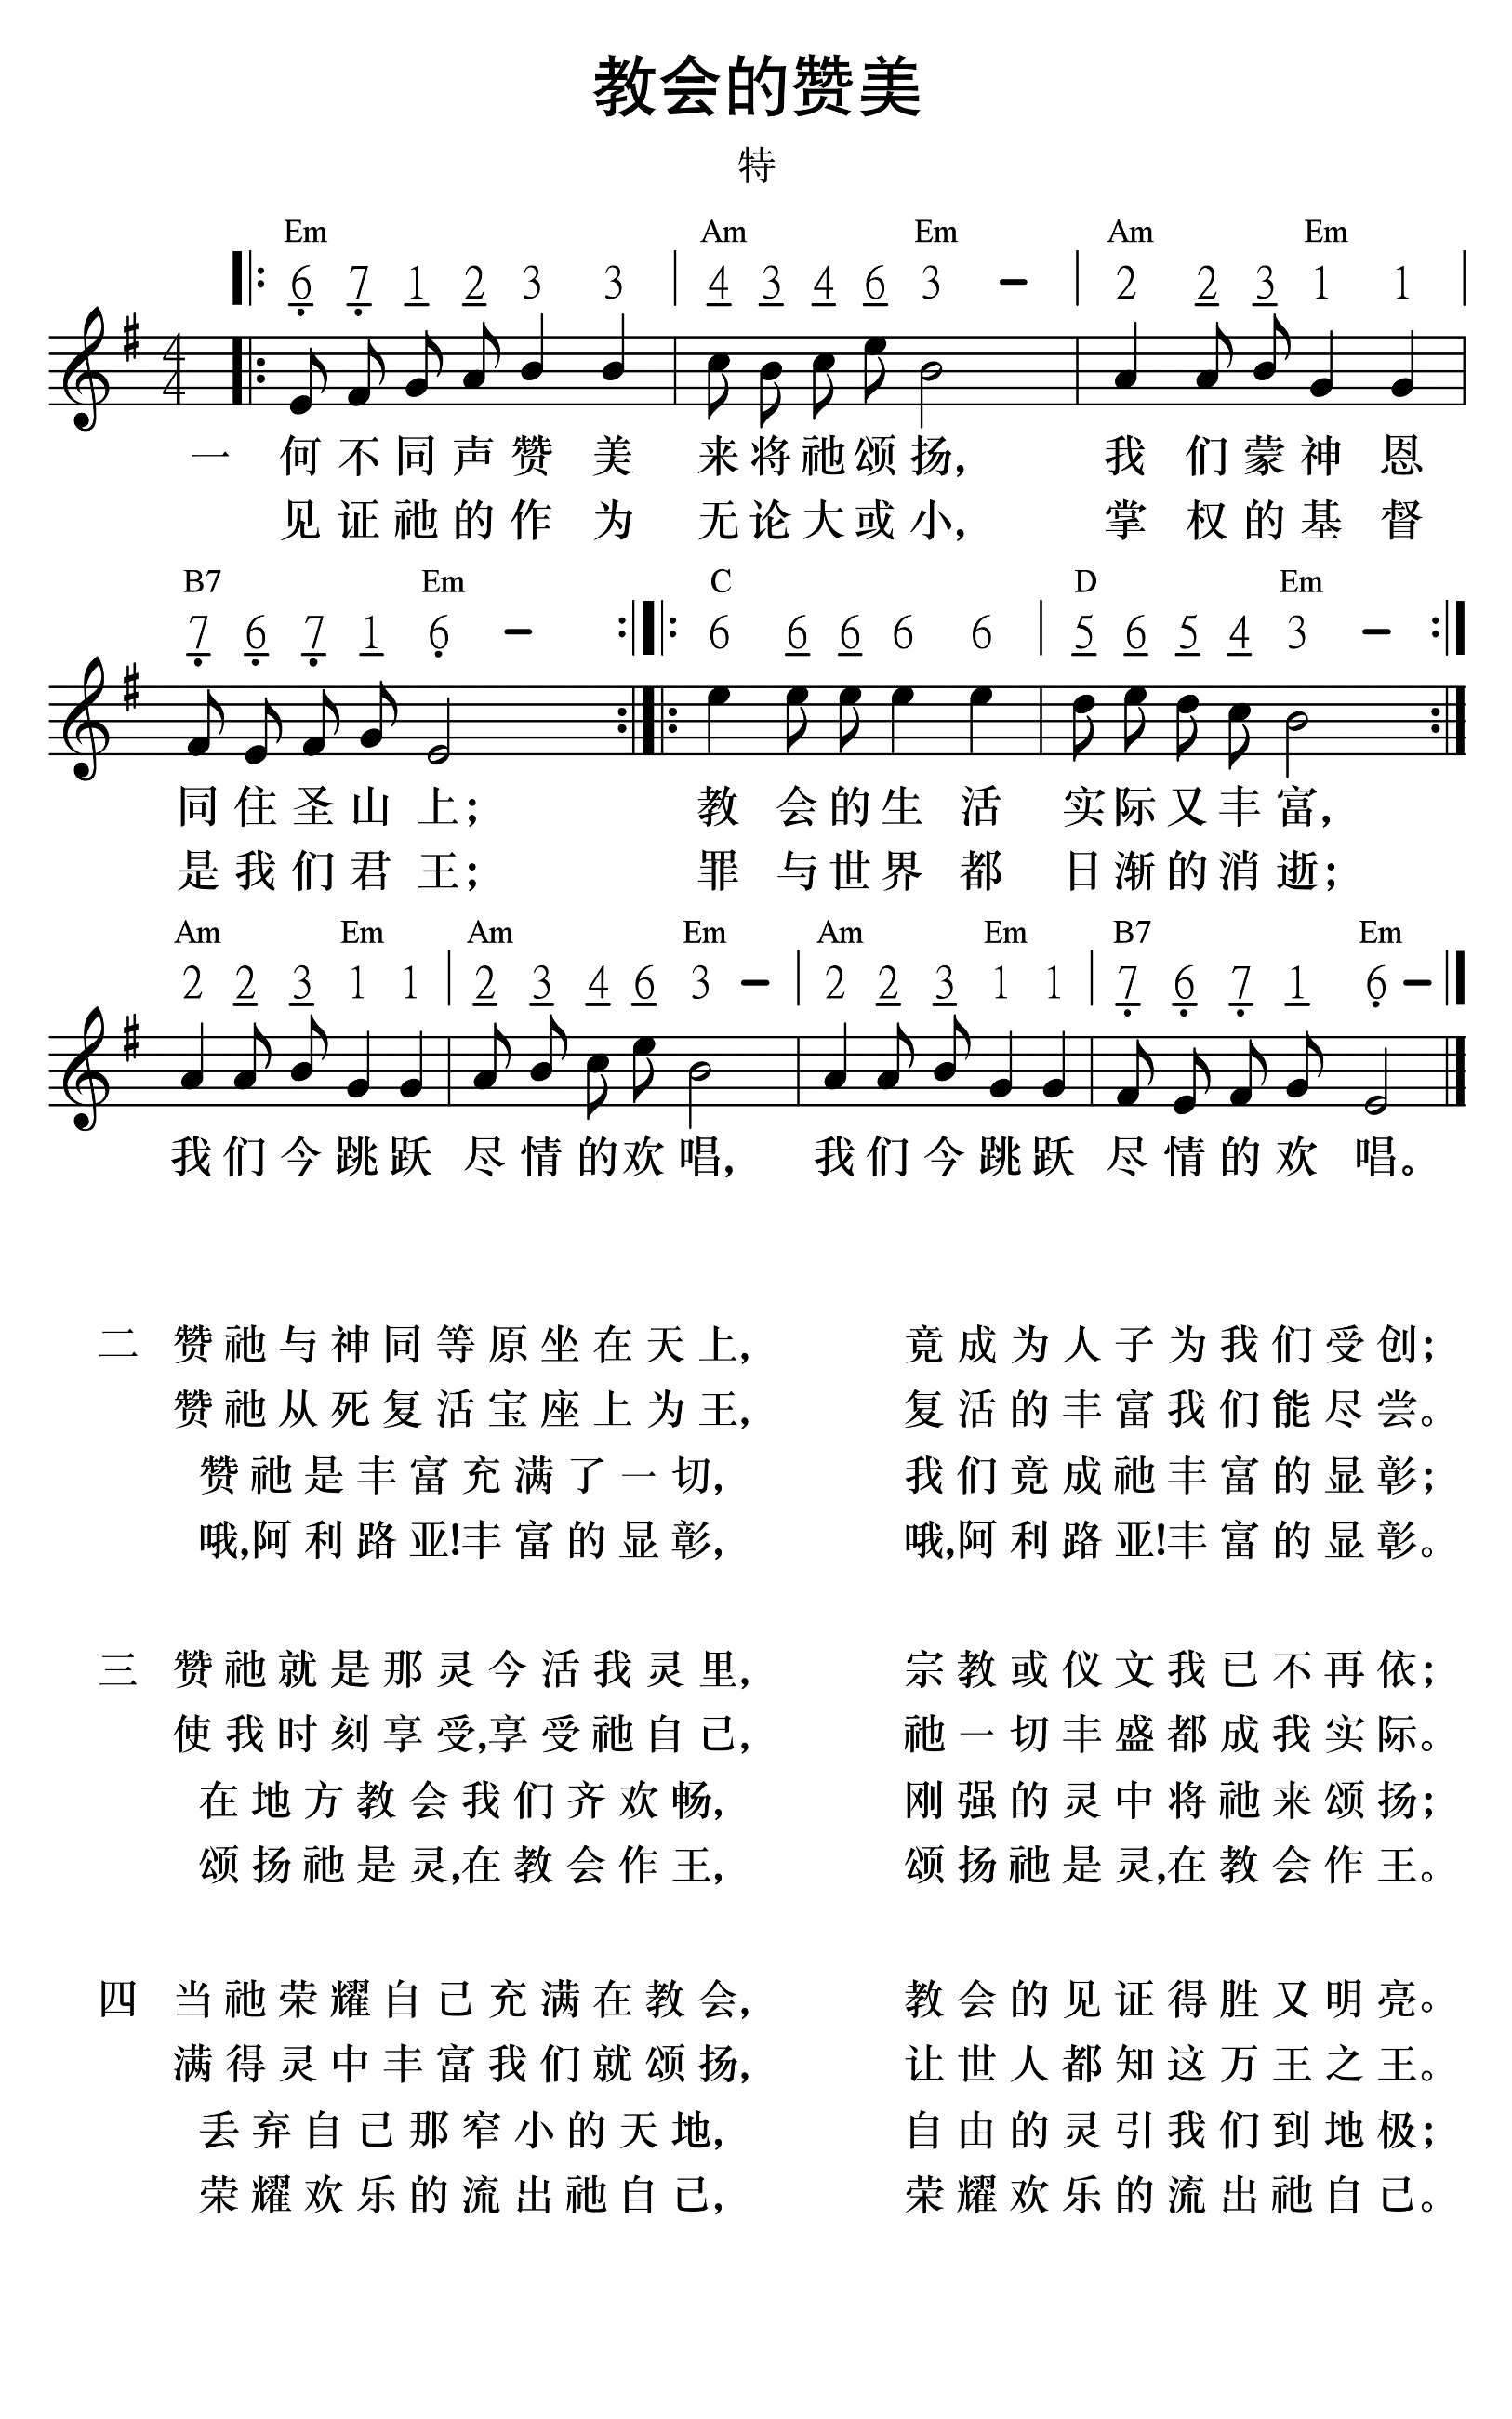 教会的赞美
特
Em Am Em Am Em
6 7 1 2 3 3 4 3 4 6 3 - 2 2 3 1 1
4
4
一 何不同声赞美 来将祂颂扬, 我们蒙神恩
见证祂的作为 无论大或小, 掌权的基督
B7 Em C D Em
7 6 7 1 6 - 6 6 6 6 6 5 6 5 4 3 -
同住圣山上; 教会的生活 实际又丰富,
是我们君王; 罪与世界都 日渐的消逝;
Am Em Am Em Am Em B7 Em
2 2 3 1 1 2 3 4 6 3 - 2 2 3 1 1 7 6 7 1 6 -
我们今跳跃 尽情的欢唱, 我们今跳跃 尽情的欢唱。
二 赞祂与神同等原坐在天上, 竟成为人子为我们受创;
赞祂从死复活宝座上为王, 复活的丰富我们能尽尝。
赞祂是丰富充满了一切, 我们竟成祂丰富的显彰;
哦,阿利路亚!丰富的显彰, 哦,阿利路亚!丰富的显彰。
三 赞祂就是那灵今活我灵里, 宗教或仪文我已不再依;
使我时刻享受,享受祂自己, 祂一切丰盛都成我实际。
在地方教会我们齐欢畅, 刚强的灵中将祂来颂扬;
颂扬祂是灵,在教会作王, 颂扬祂是灵,在教会作王。
四 当祂荣耀自己充满在教会, 教会的见证得胜又明亮。
满得灵中丰富我们就颂扬, 让世人都知这万王之王。
丢弃自己那窄小的天地, 自由的灵引我们到地极;
荣耀欢乐的流出祂自己, 荣耀欢乐的流出祂自己。